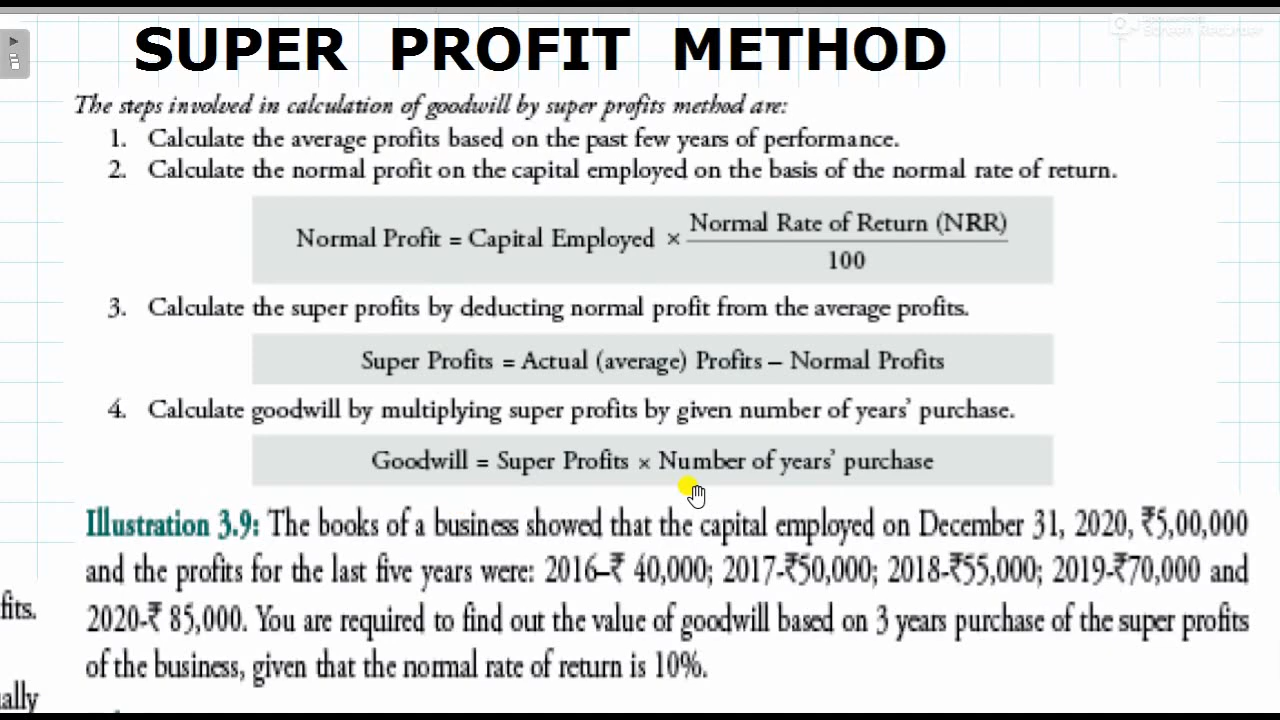 SUPER PROFIT METHOD
Screen Recorder
The steps involved in calculation of goodwill by super profits method are:
1. Calculate the average profits based on the past few years of performance.
2. Calculate the normal profit on the capital employed on the basis of the normal rate of return.
Normal Profit = Capital Employed × Normal Rate of Return (NRR)
100
3. Calculate the super profits by deducting normal profit from the average profits.
Super Profits = Actual (average) Profits – Normal Profits
4. Calculate goodwill by multiplying super profits by given number of years' purchase.
Goodwill = Super Profits × Number of years' purchase
Illustration 3.9: The books of a business showed that the capital employed on December 31, 2020, ₹5,00,000
and the profits for the last five years were: 2016–₹ 40,000; 2017-₹50,000; 2018-₹55,000; 2019-₹70,000 and
fits.
2020-₹ 85,000. You are required to find out the value of goodwill based on 3 years purchase of the super profits
of the business, given that the normal rate of return is 10%.
ally